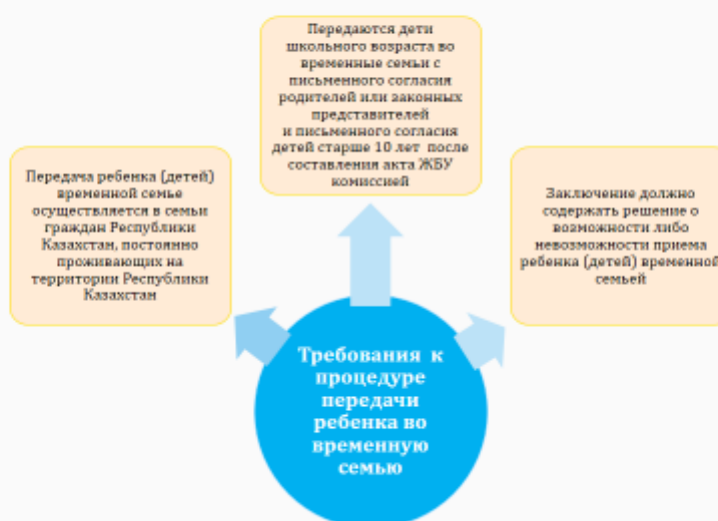 Передаются дети
школьного возраста во
временные семьи с
письменного согласия
родителей или законных
представителей
и письменного согласия
детей старше 10 лет после
составления акта ЖБУ
комиссией
Передача ребенка (детей)
временной семье
осуществляется в семьи
граждан Республики
Казахстан, постоянно
проживающих на
территории Республики
Казахстан
Заключение должно
содержать решение о
возможности либо
невозможности приема
ребенка (детей) временной
семьей
Требования к
процедуре
передачи
ребенка во
временную
семью